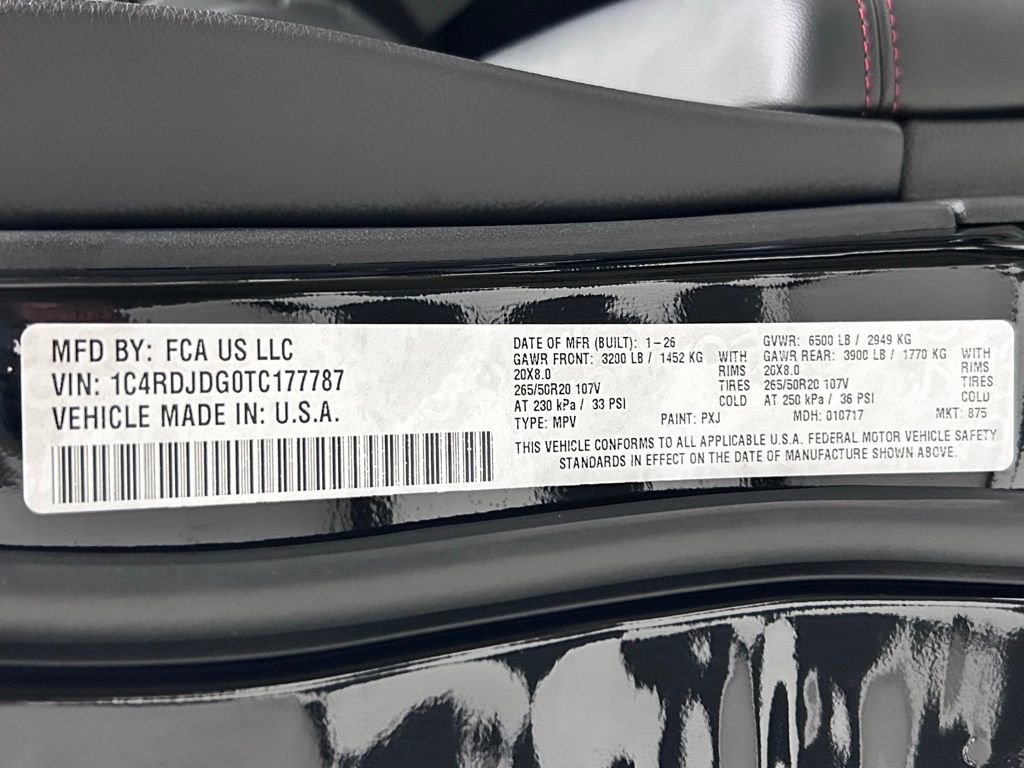 MFD BY: FCA US LLC
VIN: 1C4RDJDG0TC177787
VEHICLE MADE IN: U.S.A.
DATE OF MFR (BUILT): 1-26 GVWR: 6500 LB / 2949 KG
GAWR FRONT: 3200 LB / 1452 KG WITH GAWR REAR: 3900 LB / 1770 KG WITH
20X8.0 RIMS 20X8.0 RIMS
265/50R20 107V TIRES 265/50R20 107V TIRES
AT 230 kPa / 33 PSI COLD AT 250 kPa / 36 PSI COLD
TYPE: MPV PAINT: PXJ MDH: 010717 MKT: 875
THIS VEHICLE CONFORMS TO ALL APPLICABLE U.S.A. FEDERAL MOTOR VEHICLE SAFETY
STANDARDS IN EFFECT ON THE DATE OF MANUFACTURE SHOWN ABOVE.